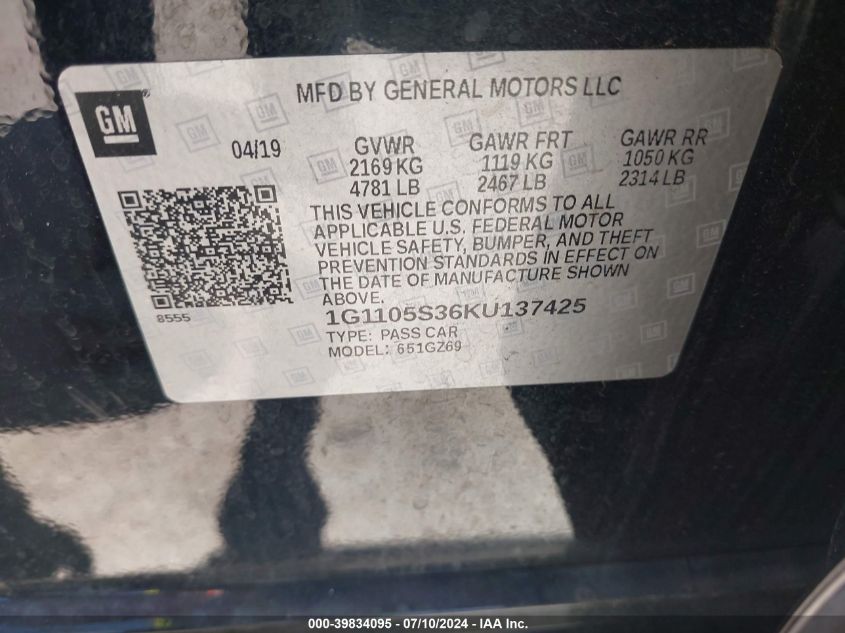 MFD BY GENERAL MOTORS LLC
GM
04/19
GVWR
2169 KG
4781 LB
GAWR FRT
1119 KG
2467 LB
GAWR RR
1050 KG
2314 LB
THIS VEHICLE CONFORMS TO ALL
APPLICABLE U.S. FEDERAL MOTOR
VEHICLE SAFETY, BUMPER, AND THEFT
PREVENTION STANDARDS IN EFFECT ON
THE DATE OF MANUFACTURE SHOWN
ABOVE.
8555
1G1105S36KU137425
TYPE: PASS CAR
MODEL: 651GZ69
000-39834095 - 07/10/2024 - IAA Inc.